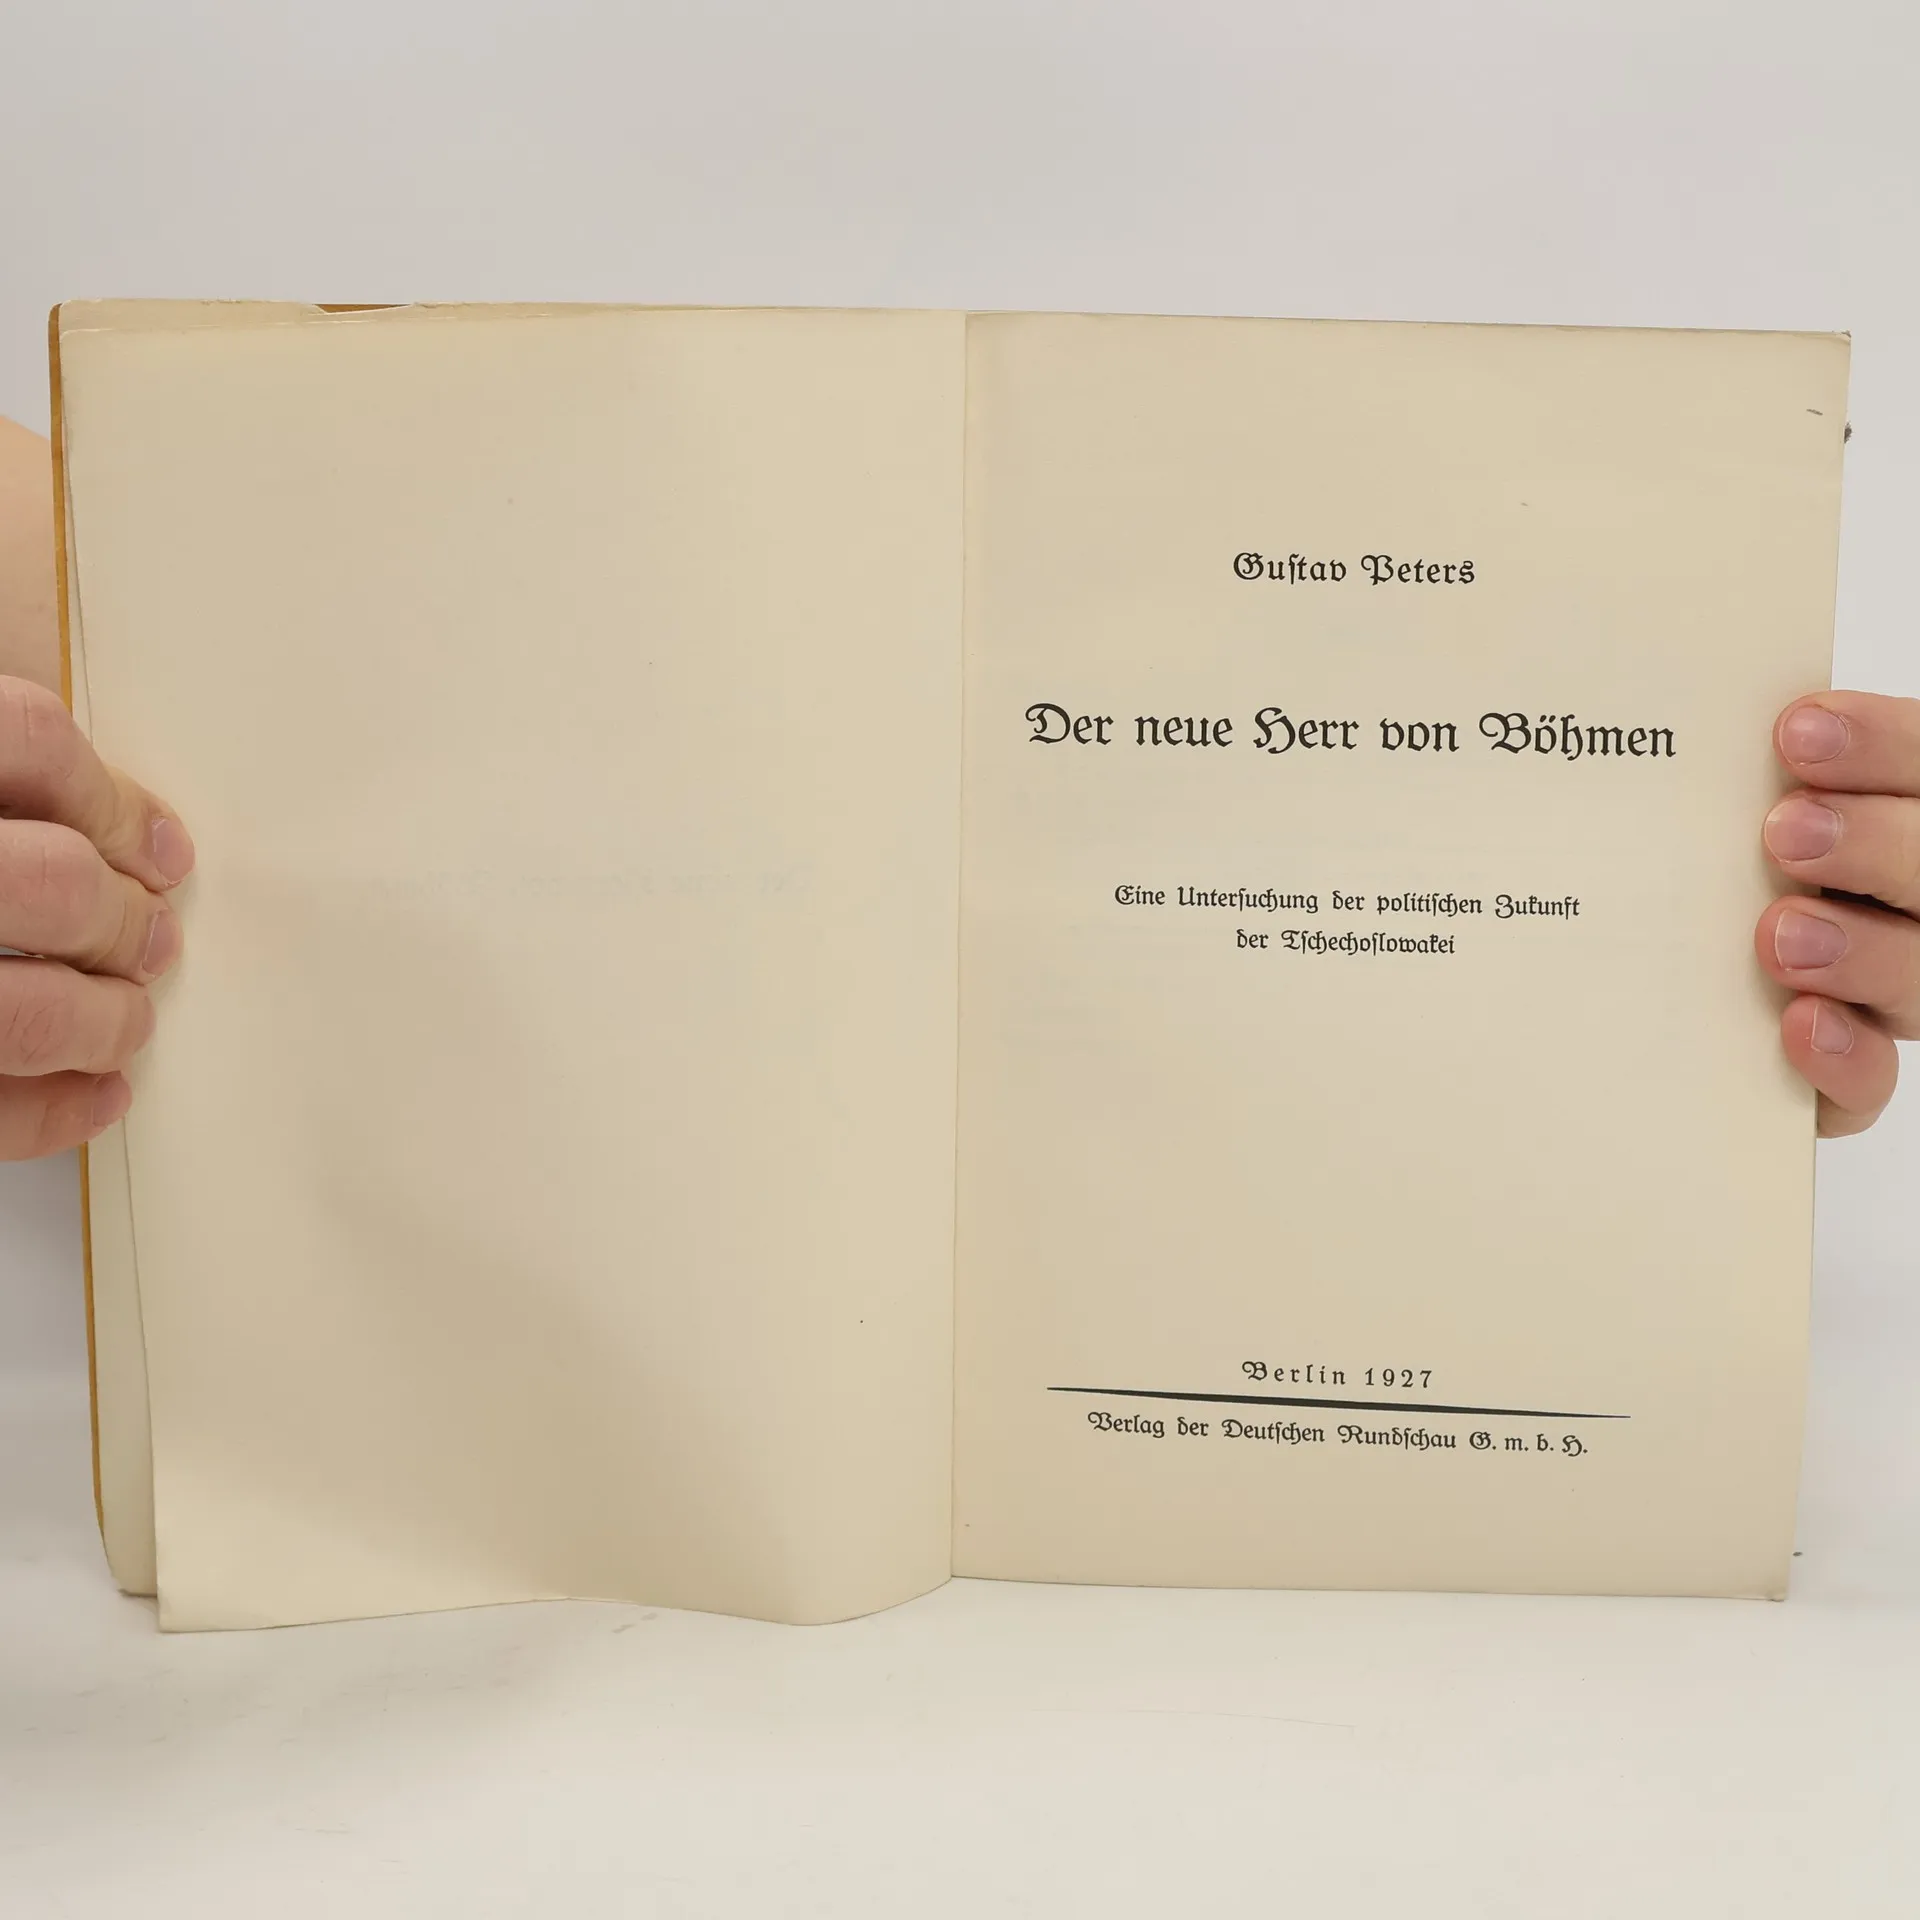 Gustav Peters
Der neue Herr von Böhmen
Eine Untersuchung der politischen Zukunft
der Tschechoslowakei
Berlin 1927
Verlag der Deutschen Rundschau G. m. b. H.